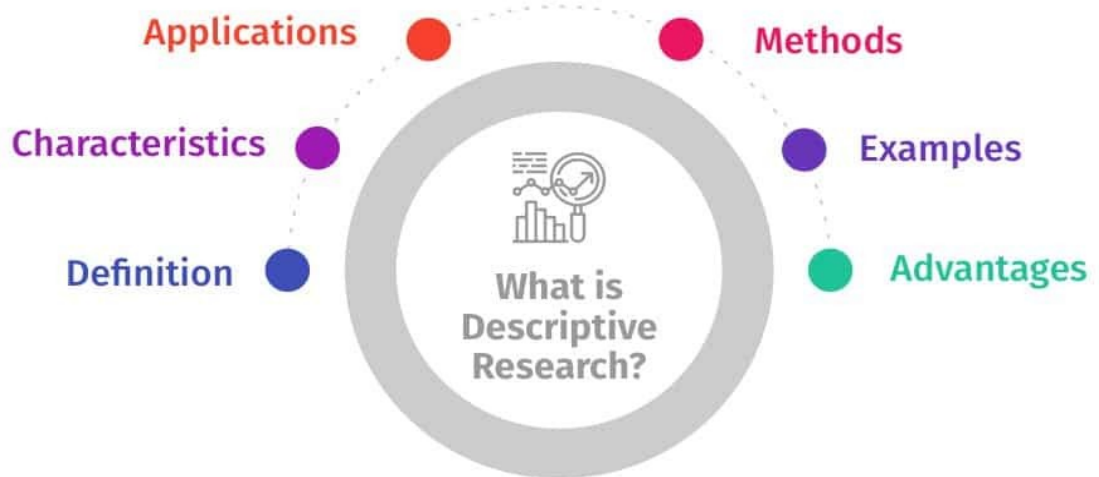 Applications
Methods
Characteristics
Examples
Definition
Advantages
What is
Descriptive
Research?